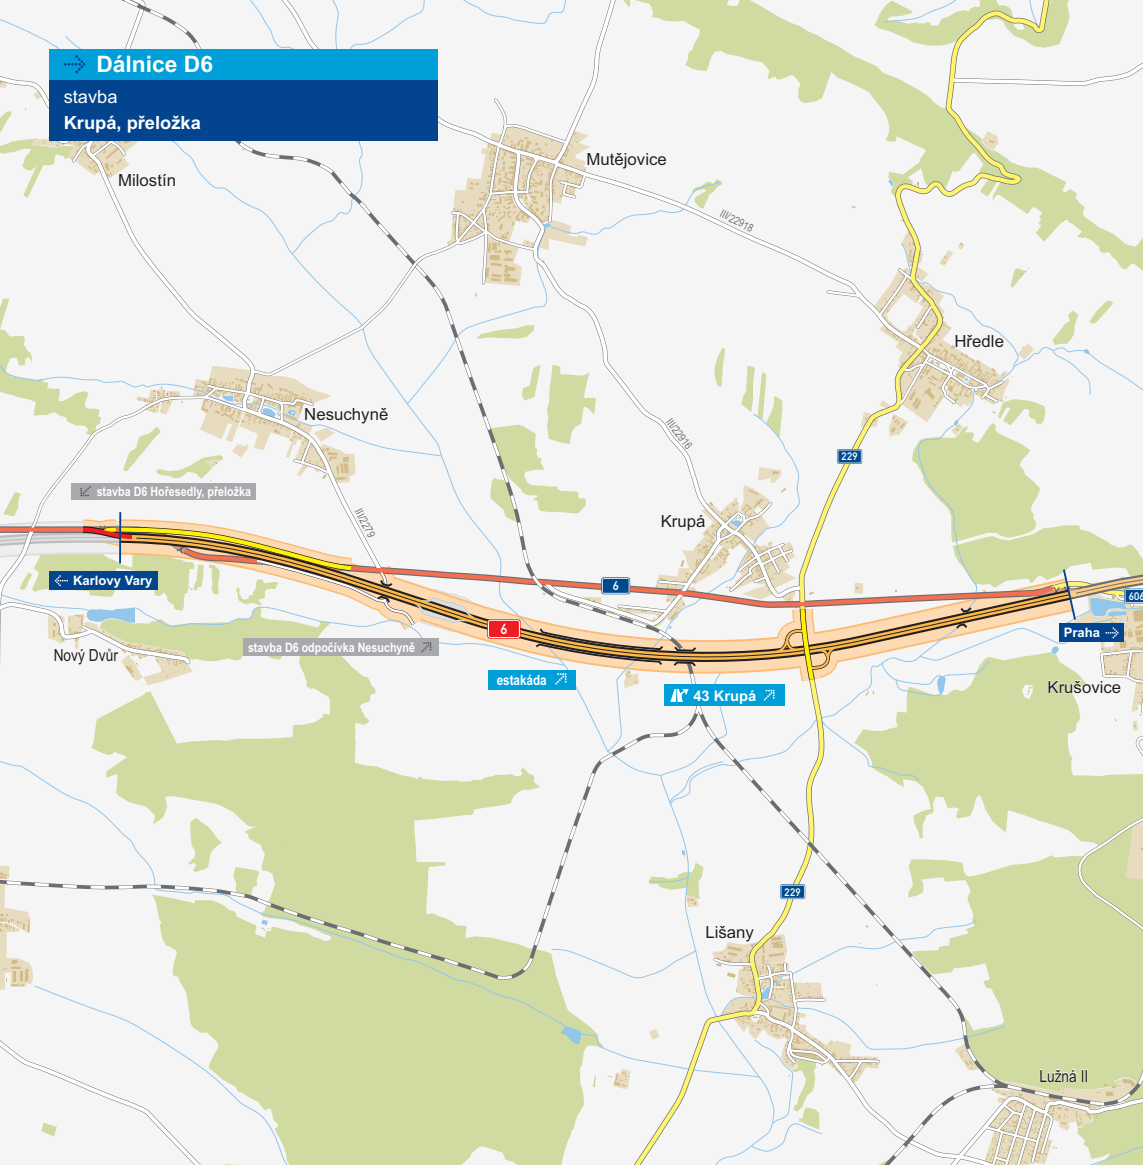 Dálnice D6
stavba
Krupá, přeložka
Milostín
Mutějovice
III/22918
Hředle
Nesuchyně
III/22916
229
stavba D6 Hořesedly, přeložka
III/2279
Krupá
Karlovy Vary
6
606
6
Praha
Nový Dvůr
stavba D6 odpočívka Nesuchyně
estakáda
43 Krupá
Krušovice
229
Lišany
Lužná II